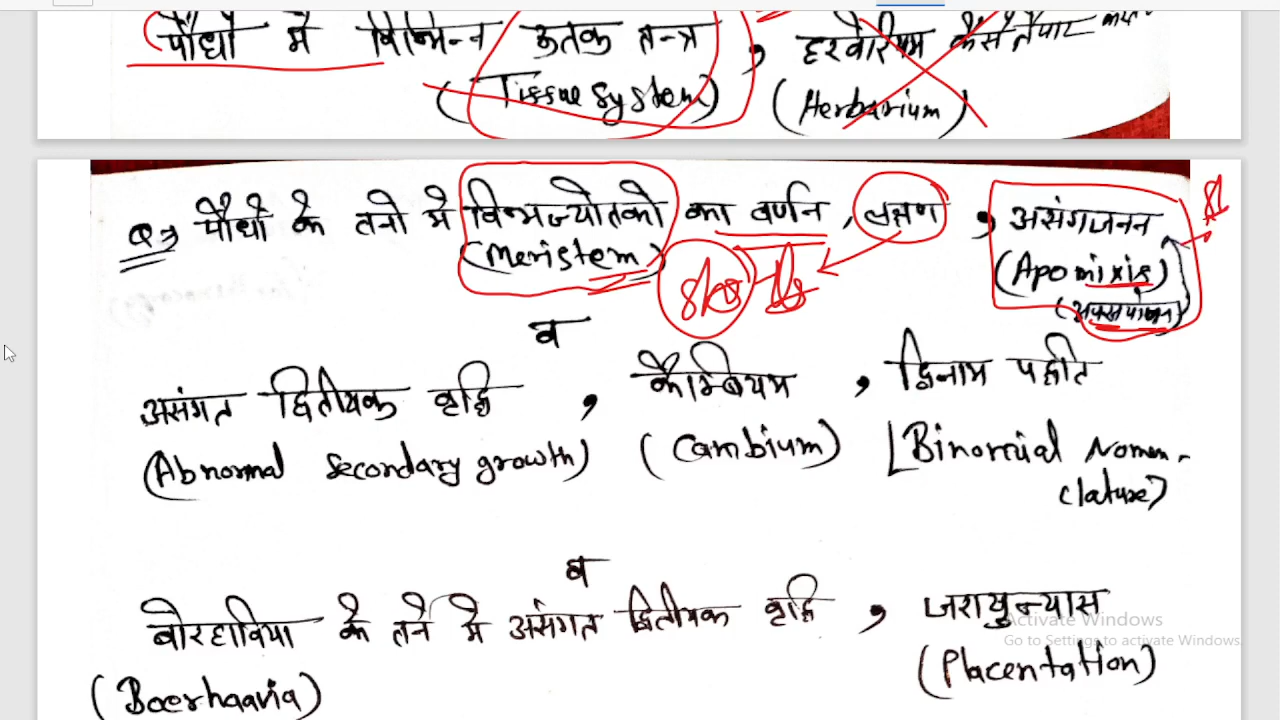 पौधों में विभिन्न ऊतक तन्त्र , हरबेरियम कैसे तैयार
(Tissue System) (Herbarium)
Q⇒ पौधों के तनो मे विभज्योतको का वर्णन , लक्षण , असंगजनन
(Meristem) (Apomixis)
व
असंगत द्वितीयक वृद्धि , कैम्बियम , द्विनाम पद्धति
(Abnormal Secondary growth) (Cambium) [Binomial Nomen-
clature)
व
बोरहाविया के तने मे असंगत द्वितीयक वृद्धि , जरायुन्यास
(Boerhaavia) (Placentation)
Activate Windows
Go to Settings to activate Windows.